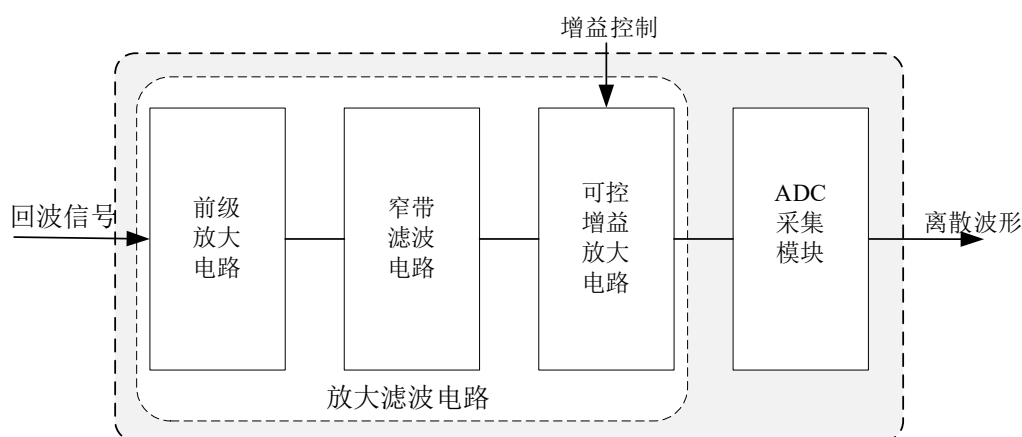 增益控制
回波信号
前级
放大
电路
窄带
滤波
电路
可控
增益
放大
电路
ADC
采集
模块
离散波形
放大滤波电路